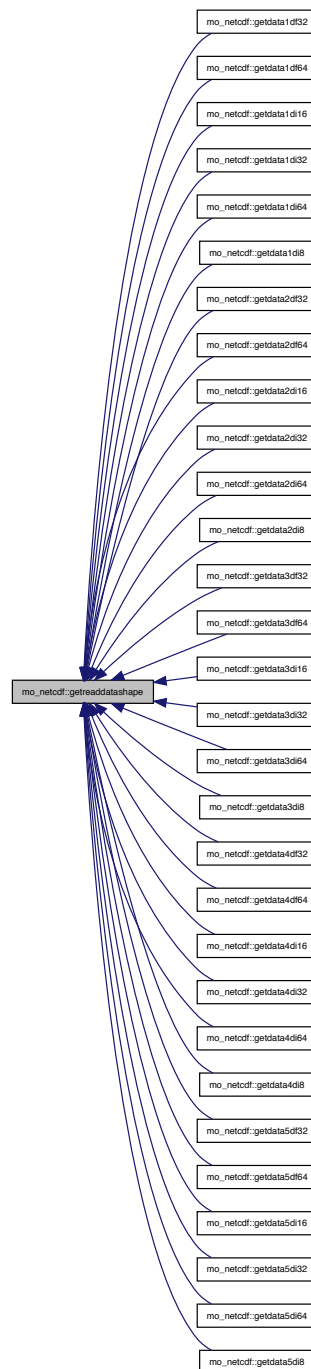 mo_netcdf::getdata1df32
mo_netcdf::getdata1df64
mo_netcdf::getdata1di16
mo_netcdf::getdata1di32
mo_netcdf::getdata1di64
mo_netcdf::getdata1di8
mo_netcdf::getdata2df32
mo_netcdf::getdata2df64
mo_netcdf::getdata2di16
mo_netcdf::getdata2di32
mo_netcdf::getdata2di64
mo_netcdf::getdata2di8
mo_netcdf::getdata3df32
mo_netcdf::getdata3df64
mo_netcdf::getdata3di16
mo_netcdf::getreaddatashape
mo_netcdf::getdata3di32
mo_netcdf::getdata3di64
mo_netcdf::getdata3di8
mo_netcdf::getdata4df32
mo_netcdf::getdata4df64
mo_netcdf::getdata4di16
mo_netcdf::getdata4di32
mo_netcdf::getdata4di64
mo_netcdf::getdata4di8
mo_netcdf::getdata5df32
mo_netcdf::getdata5df64
mo_netcdf::getdata5di16
mo_netcdf::getdata5di32
mo_netcdf::getdata5di64
mo_netcdf::getdata5di8